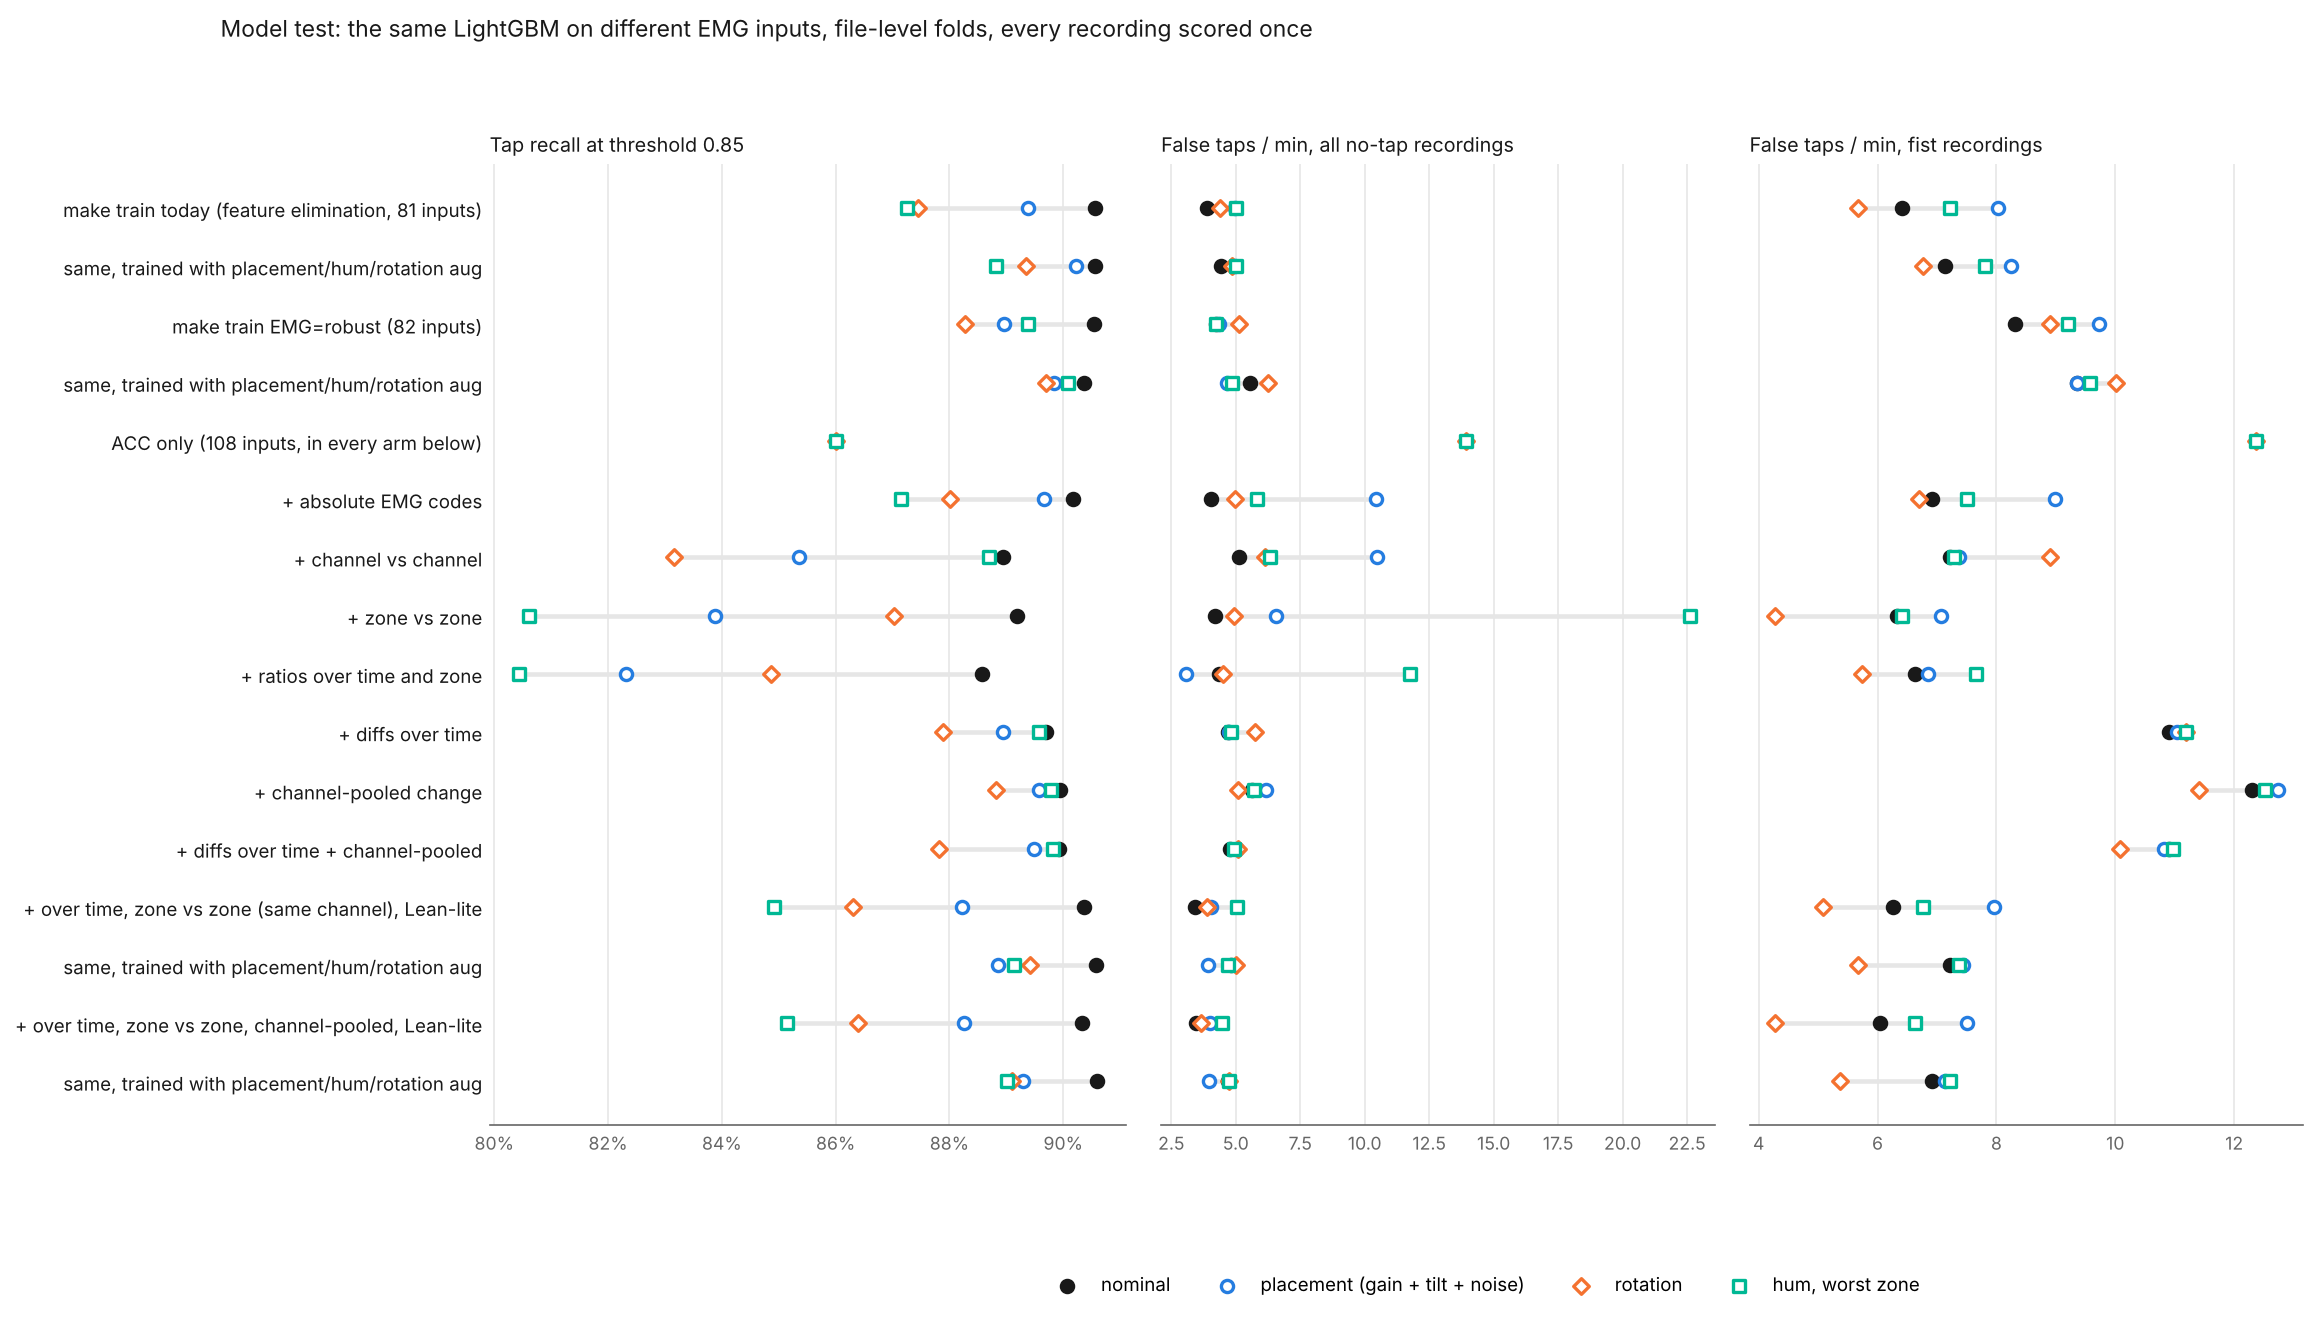 Model test: the same LightGBM on different EMG inputs, file-level folds, every recording scored once
Tap recall at threshold 0.85
False taps / min, all no-tap recordings
False taps / min, fist recordings
make train today (feature elimination, 81 inputs)
same, trained with placement/hum/rotation aug
make train EMG=robust (82 inputs)
same, trained with placement/hum/rotation aug
ACC only (108 inputs, in every arm below)
+ absolute EMG codes
+ channel vs channel
+ zone vs zone
+ ratios over time and zone
+ diffs over time
+ channel-pooled change
+ diffs over time + channel-pooled
+ over time, zone vs zone (same channel), Lean-lite
same, trained with placement/hum/rotation aug
+ over time, zone vs zone, channel-pooled, Lean-lite
same, trained with placement/hum/rotation aug
80% 82% 84% 86% 88% 90%
2.5 5.0 7.5 10.0 12.5 15.0 17.5 20.0 22.5
4 6 8 10 12
nominal placement (gain + tilt + noise) rotation hum, worst zone